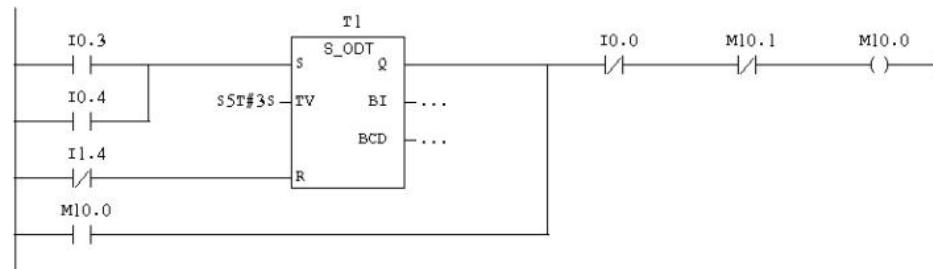 T1
I0.3
S_ODT
I0.0
M10.1
M10.0
S
Q
I0.4
S5T#3S
TV
BI
...
BCD
...
I1.4
R
M10.0